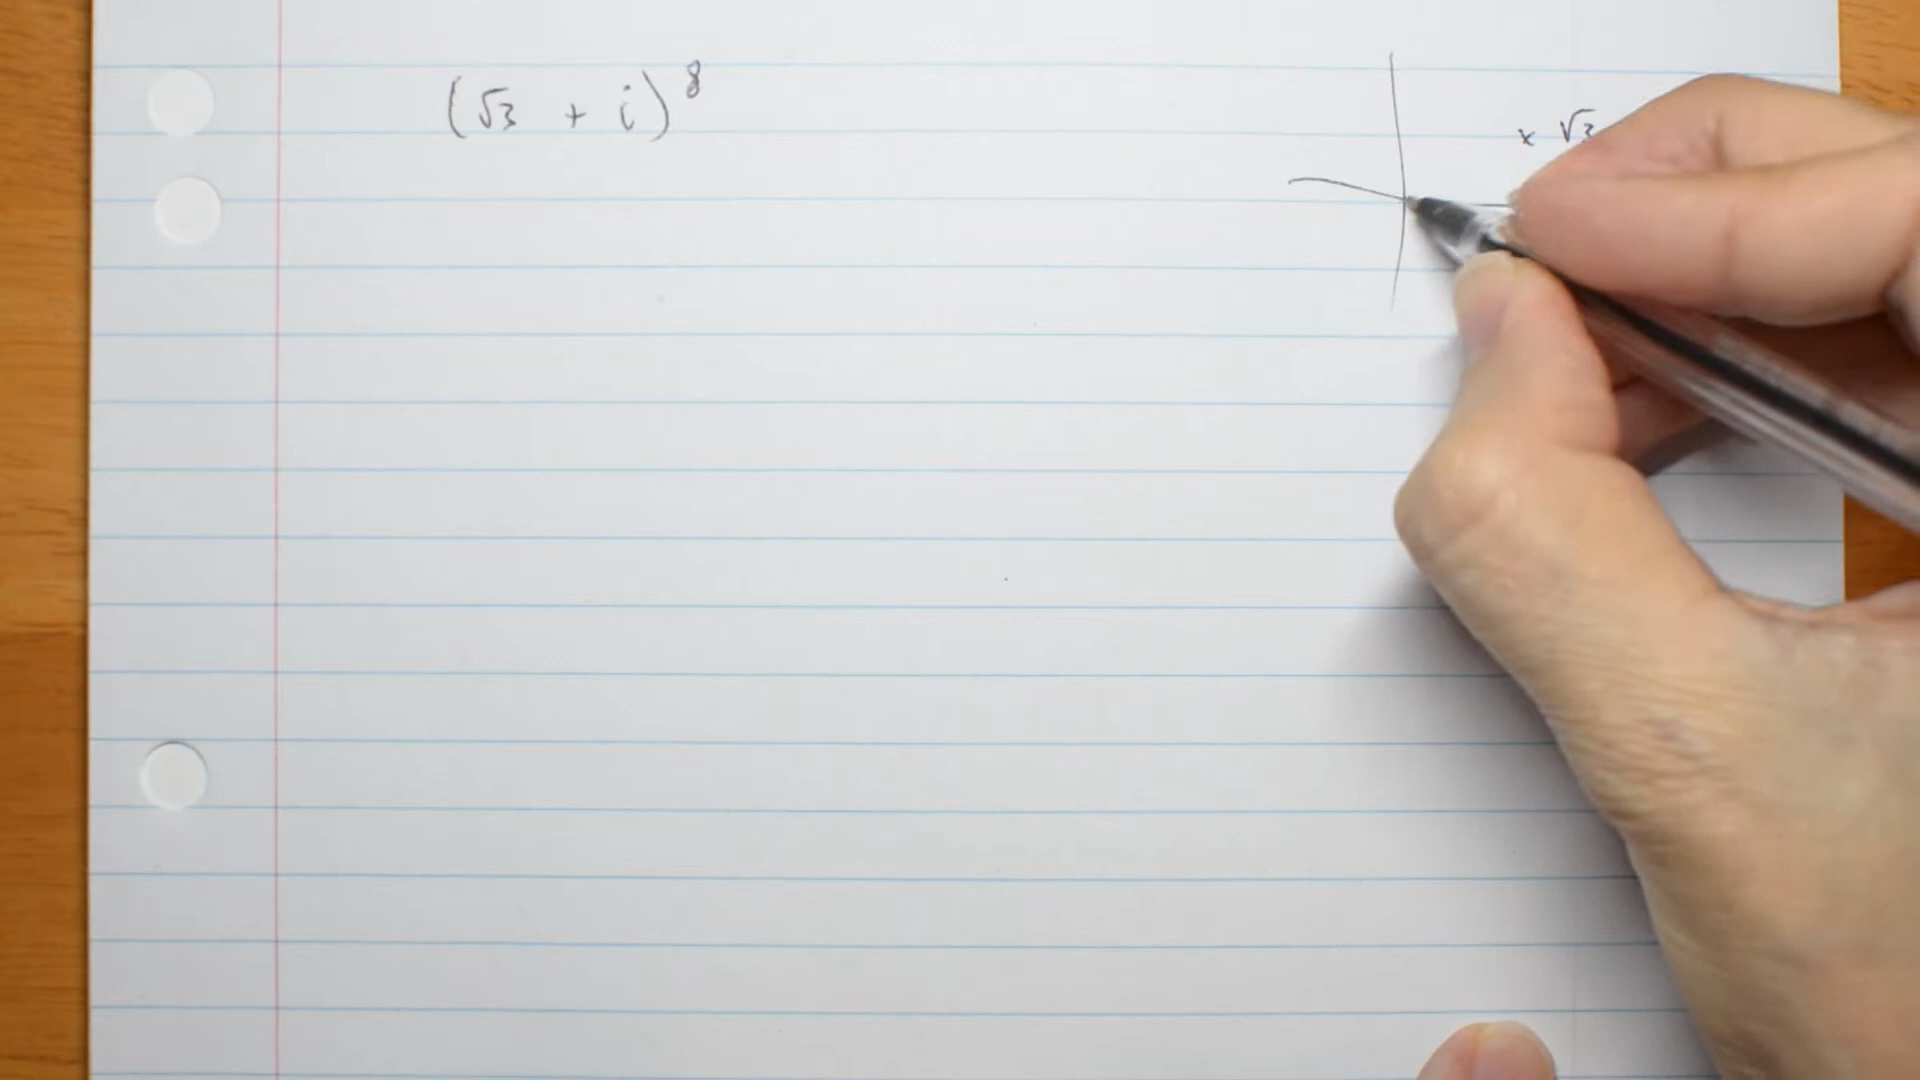 (√3 + i)^8
x √3